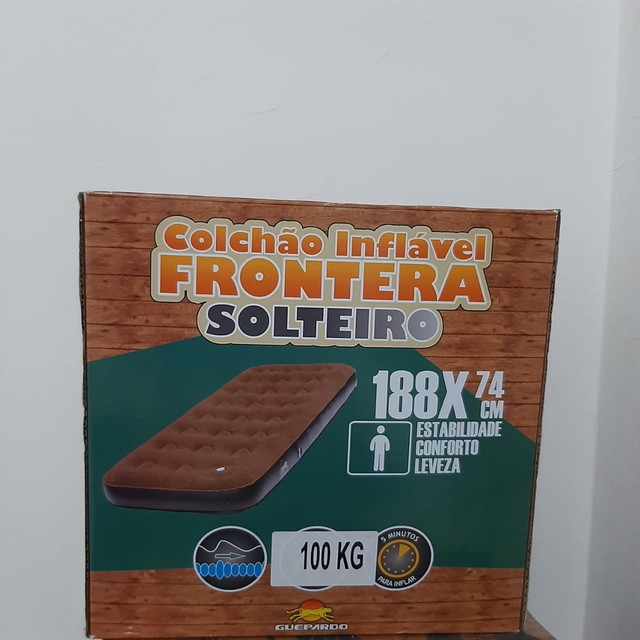 Colchão Inflável
FRONTERA
SOLTEIRO
188X 74
CM
ESTABILIDADE
CONFORTO
LEVEZA
100 KG
5 MINUTOS
PARA INFLAR
GUEPARDO